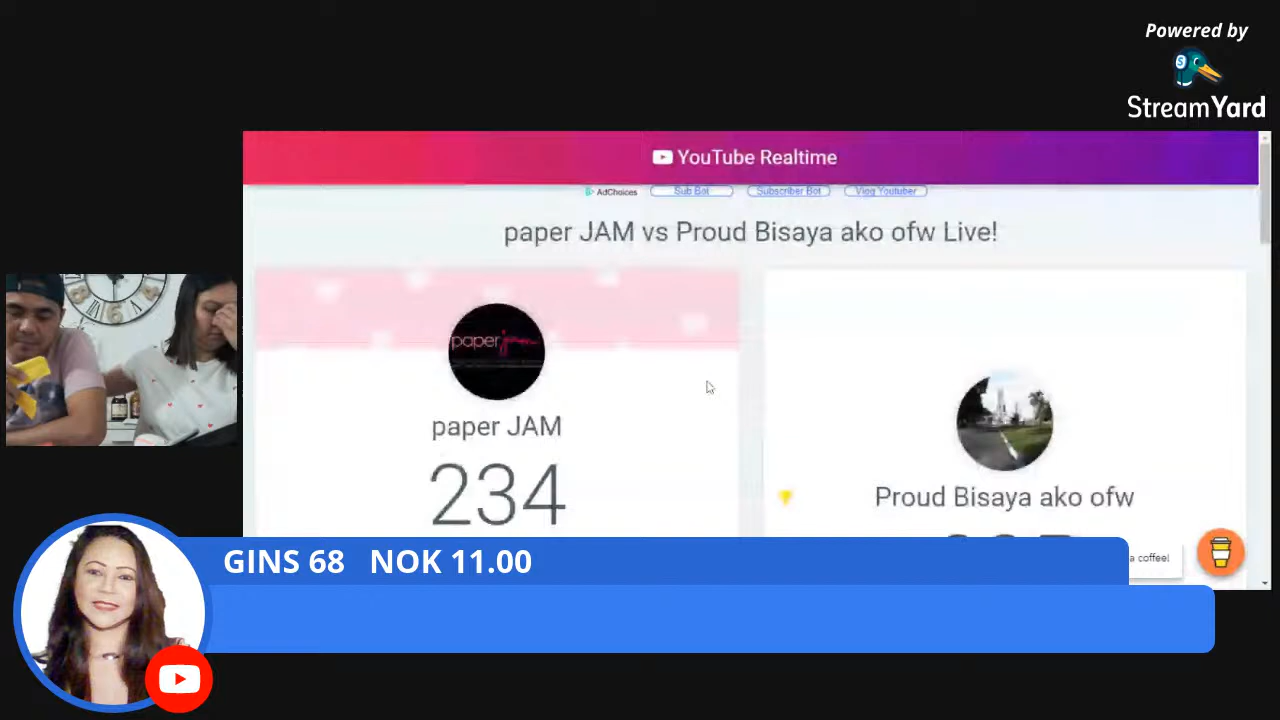 Powered by
StreamYard
YouTube Realtime
AdChoices
Sub Bot
Subscriber Bot
Vlog Youtuber
paper JAM vs Proud Bisaya ako ofw Live!
paper jam
paper JAM
234
Proud Bisaya ako ofw
a coffee!
GINS 68 NOK 11.00